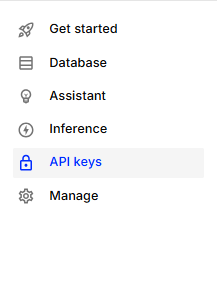 Get started
Database
Assistant
Inference
API keys
Manage